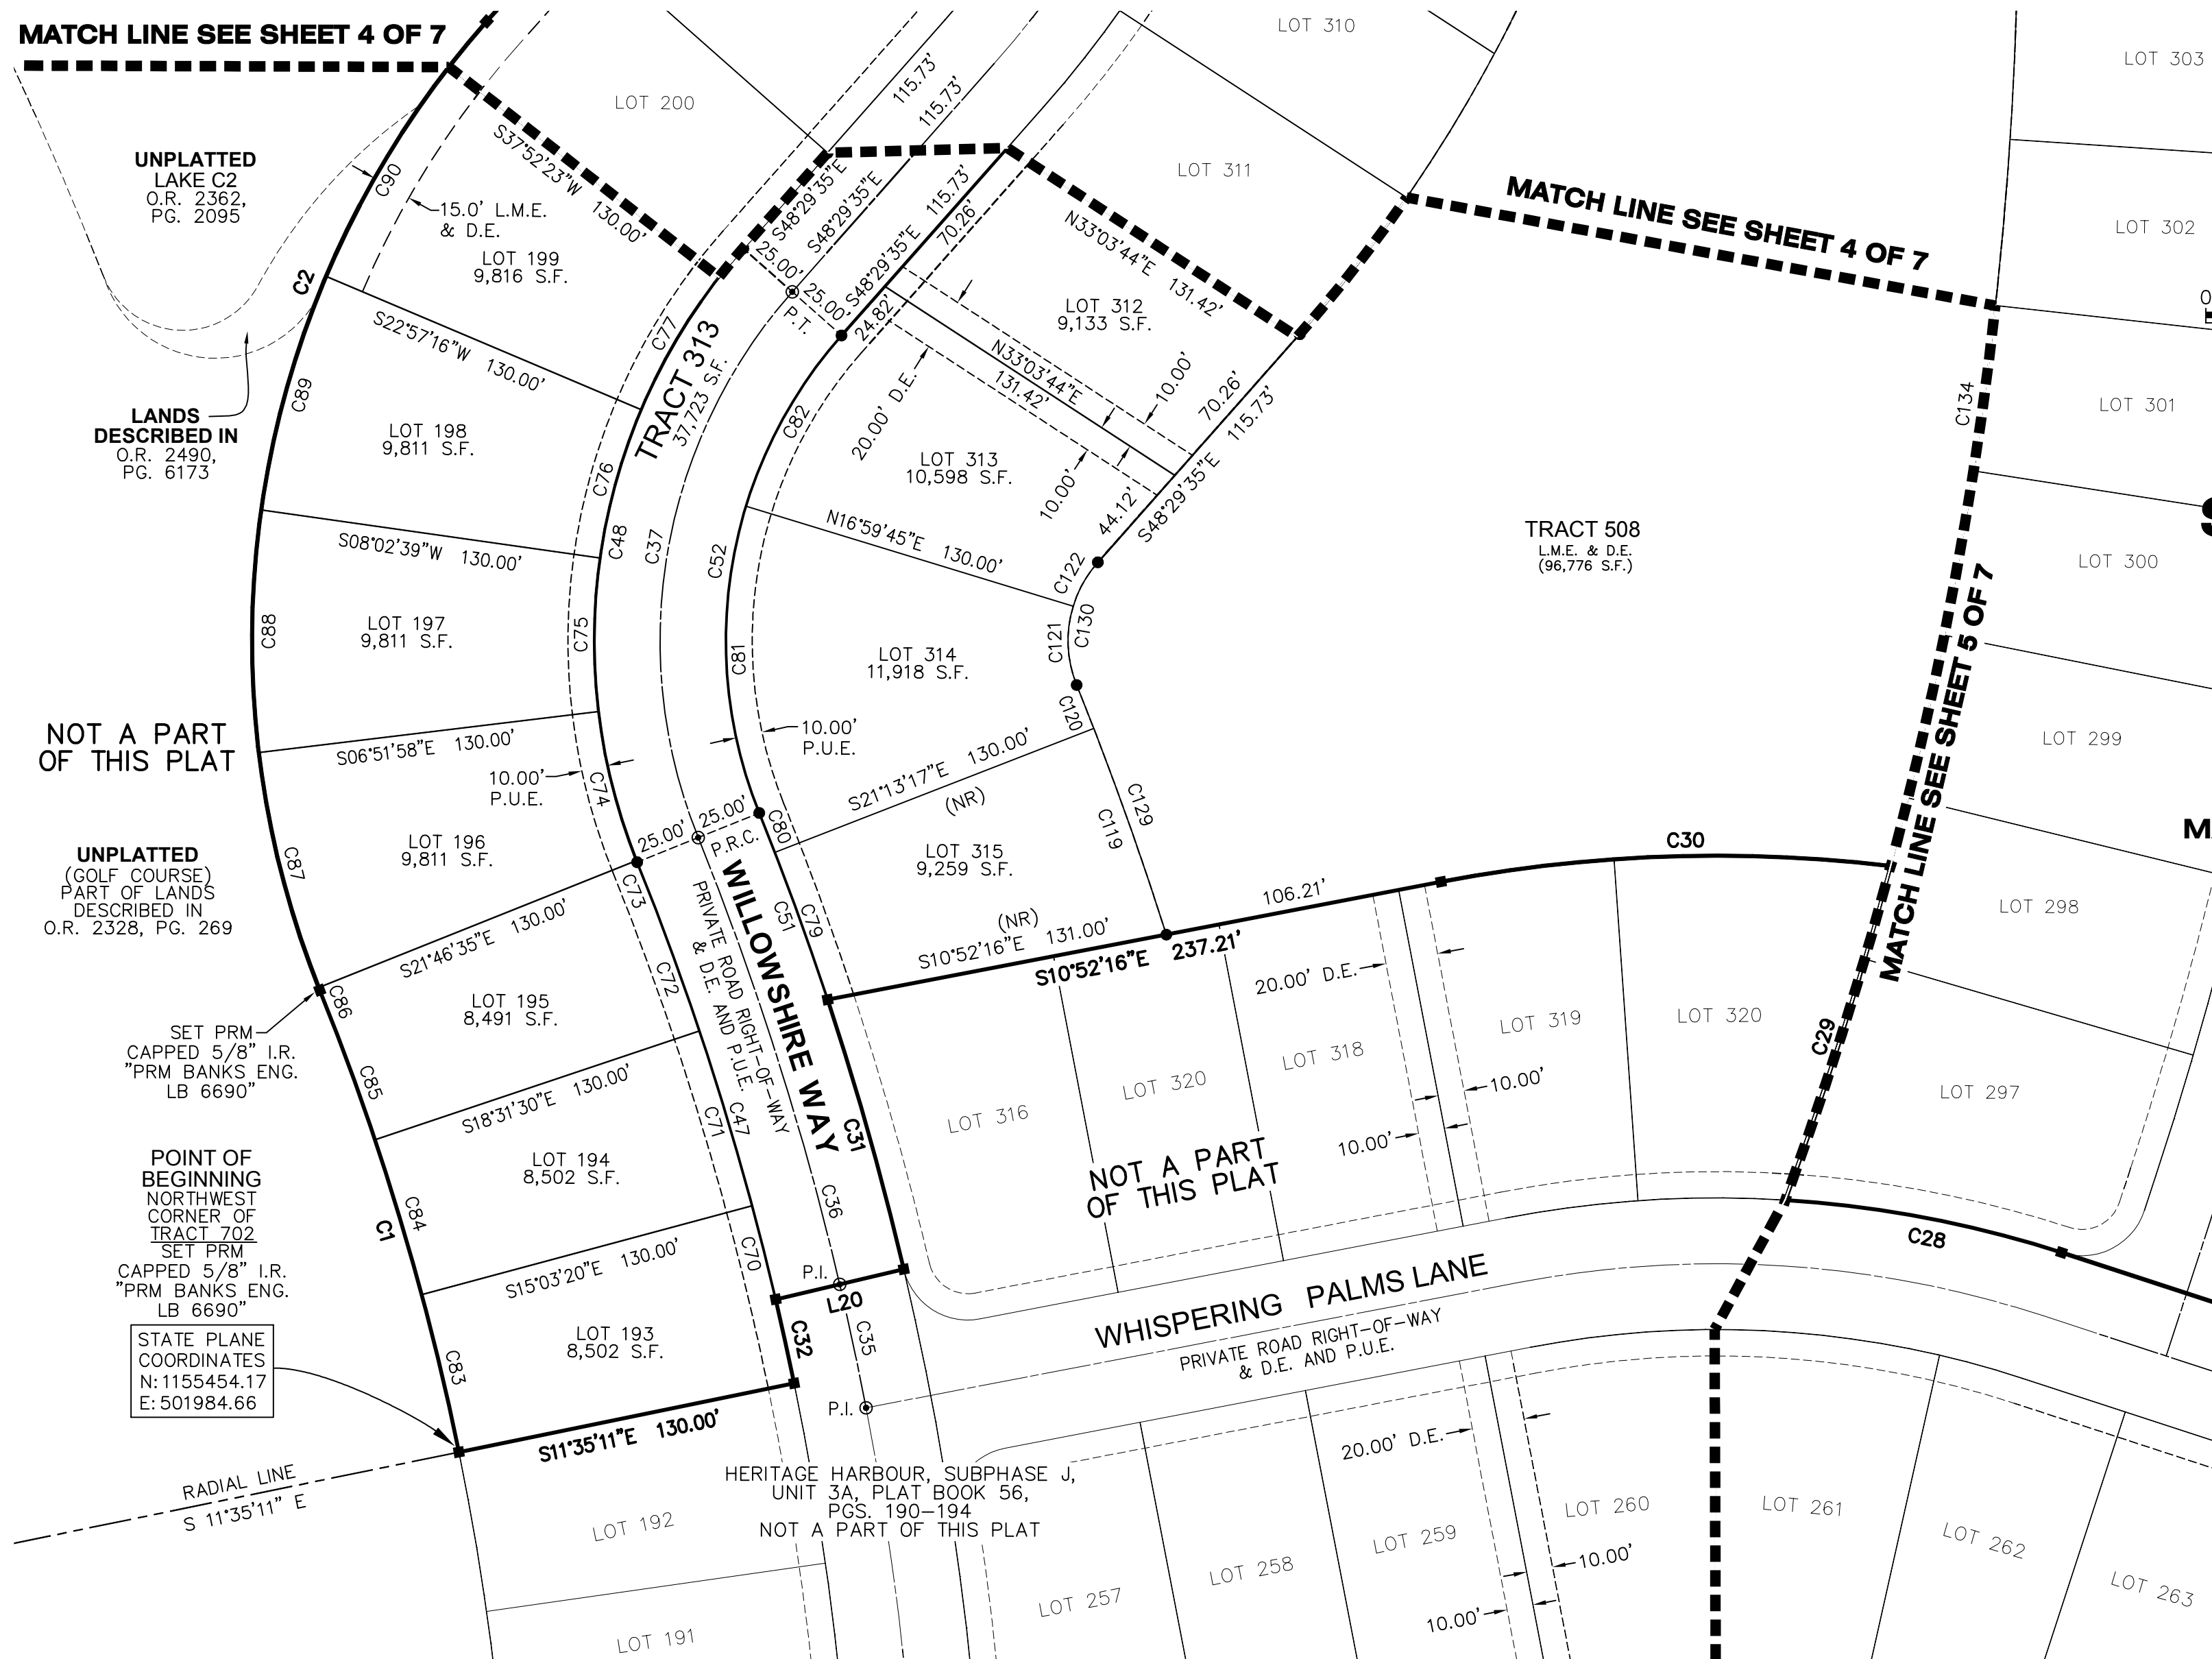 MATCH LINE SEE SHEET 4 OF 7
UNPLATTED
LAKE C2
O.R. 2362,
PG. 2095
LANDS
DESCRIBED IN
O.R. 2490,
PG. 6173
NOT A PART
OF THIS PLAT
UNPLATTED
(GOLF COURSE)
PART OF LANDS
DESCRIBED IN
O.R. 2328, PG. 269
SET PRM
CAPPED 5/8" I.R.
"PRM BANKS ENG.
LB 6690"
POINT OF
BEGINNING
NORTHWEST
CORNER OF
TRACT 702
SET PRM
CAPPED 5/8" I.R.
"PRM BANKS ENG.
LB 6690"
STATE PLANE
COORDINATES
N:1155454.17
E:501984.66
RADIAL LINE
S 11°35'11" E
C90
C2
C89
C88
C87
C86
C85
C84
C1
C83
LOT 200
S37°52'23"W 130.00'
15.0' L.M.E.
& D.E.
LOT 199
9,816 S.F.
S22°57'16"W 130.00'
LOT 198
9,811 S.F.
S08°02'39"W 130.00'
LOT 197
9,811 S.F.
S06°51'58"E 130.00'
10.00'
P.U.E.
LOT 196
9,811 S.F.
S21°46'35"E 130.00'
LOT 195
8,491 S.F.
S18°31'30"E 130.00'
LOT 194
8,502 S.F.
S15°03'20"E 130.00'
LOT 193
8,502 S.F.
S11°35'11"E 130.00'
LOT 192
LOT 191
C77
C76
C48
C75
C74
C73
C72
C71
C47
C70
C32
115.73'
115.73'
S48°29'35"E
S48°29'35"E
S48°29'35"E 115.73'
70.26'
24.82'
25.00'
25.00'
P.T.
TRACT 313
37,723 S.F.
C37
C52
C82
C81
25.00'
25.00'
P.R.C.
C80
C79
C51
WILLOWSHIRE WAY
PRIVATE ROAD RIGHT-OF-WAY
& D.E. AND P.U.E.
C31
C36
P.I.
L20
C35
P.I.
LOT 310
LOT 311
N33°03'44"E 131.42'
LOT 312
9,133 S.F.
N33°03'44"E
131.42'
10.00'
20.00' D.E.
10.00'
70.26'
115.73'
44.12'
S48°29'35"E
LOT 313
10,598 S.F.
N16°59'45"E 130.00'
C122
C130
C121
LOT 314
11,918 S.F.
10.00'
P.U.E.
C120
S21°13'17"E 130.00'
(NR)
C129
C119
LOT 315
9,259 S.F.
(NR)
S10°52'16"E 131.00'
106.21'
S10°52'16"E 237.21'
C30
TRACT 508
L.M.E. & D.E.
(96,776 S.F.)
MATCH LINE SEE SHEET 4 OF 7
MATCH LINE SEE SHEET 5 OF 7
C134
C29
C28
LOT 303
LOT 302
LOT 301
LOT 300
LOT 299
LOT 298
LOT 297
LOT 316
LOT 320
LOT 318
20.00' D.E.
10.00'
10.00'
LOT 319
LOT 320
NOT A PART
OF THIS PLAT
WHISPERING PALMS LANE
PRIVATE ROAD RIGHT-OF-WAY
& D.E. AND P.U.E.
HERITAGE HARBOUR, SUBPHASE J,
UNIT 3A, PLAT BOOK 56,
PGS. 190-194
NOT A PART OF THIS PLAT
LOT 257
LOT 258
LOT 259
20.00' D.E.
10.00'
10.00'
LOT 260
LOT 261
LOT 262
LOT 263